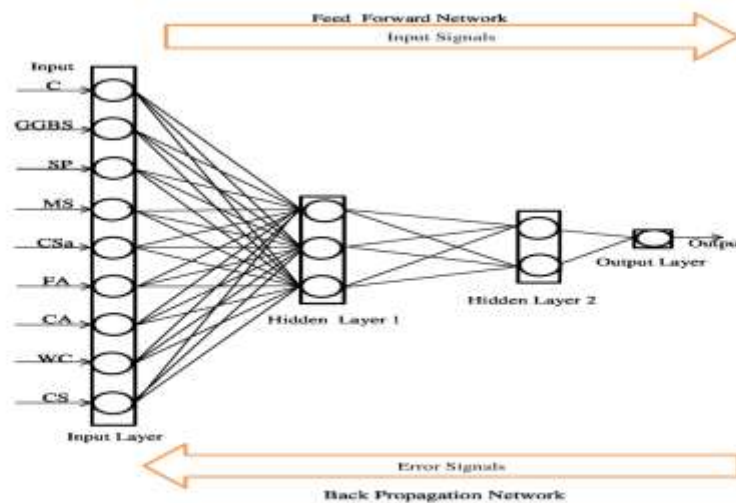 Feed Forward Network
Input Signals
Input
C
GGBS
SP
MS
CSa
FA
CA
WC
CS
Input Layer
Hidden Layer 1
Hidden Layer 2
Output Layer
Outpu
Error Signals
Back Propagation Network